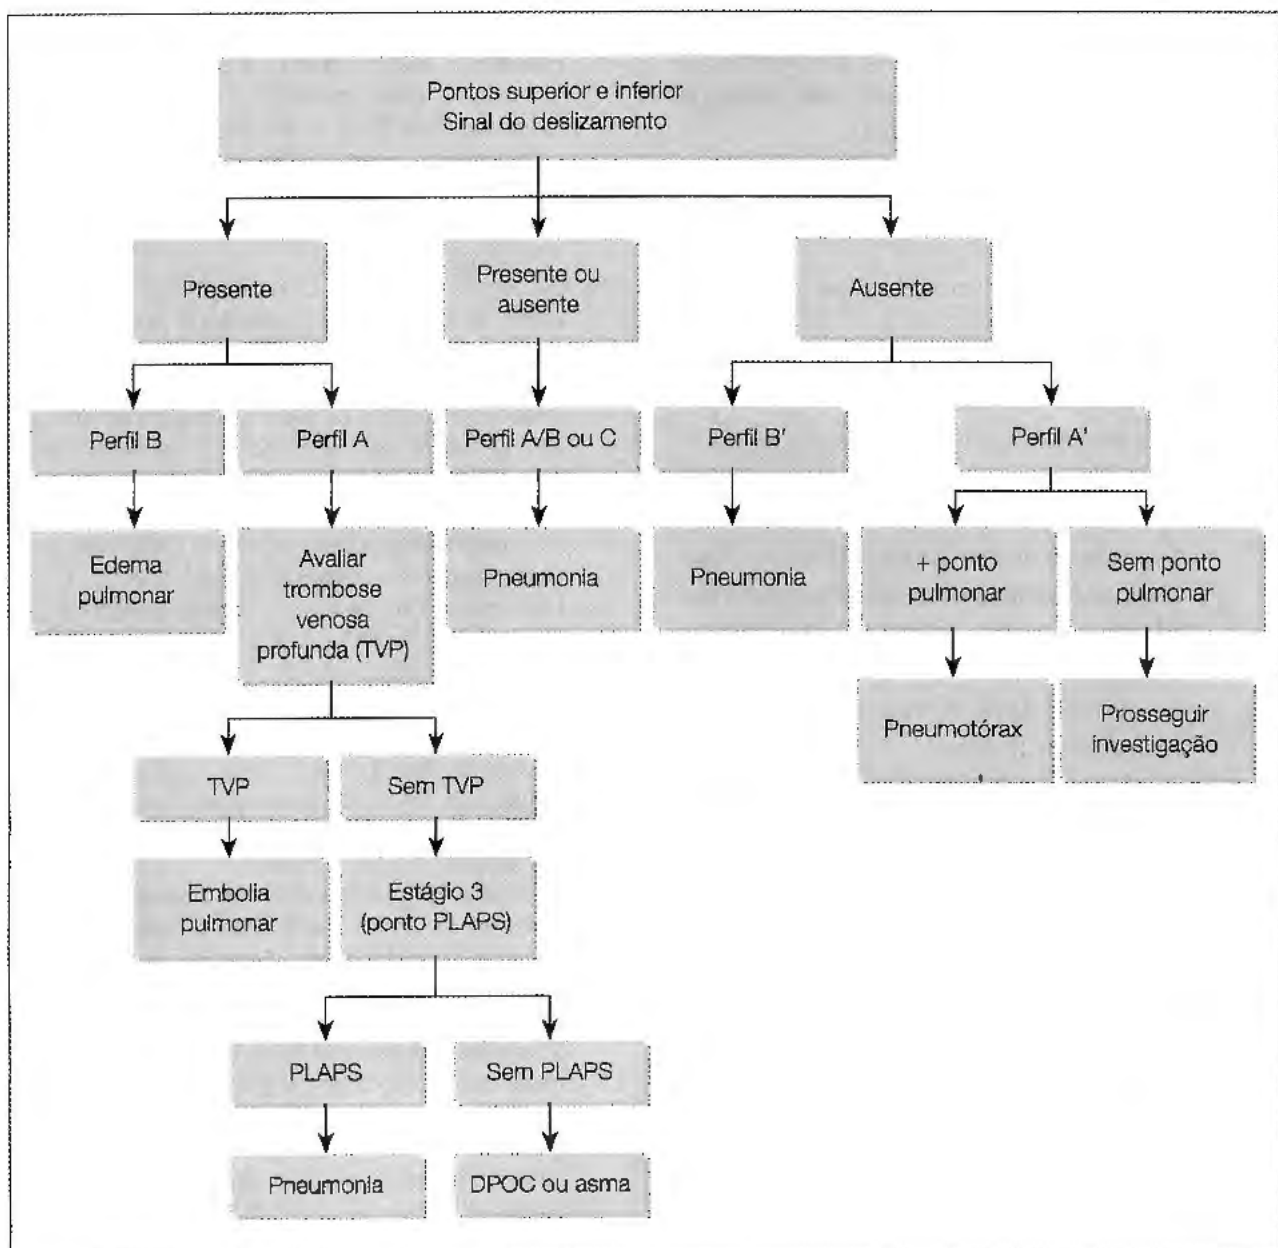 Pontos superior e inferior
Sinal do deslizamento
Presente
Presente ou
ausente
Ausente
Perfil B
Perfil A
Perfil A/B ou C
Perfil B'
Perfil A'
Edema
pulmonar
Avaliar
trombose
venosa
profunda (TVP)
Pneumonia
Pneumonia
+ ponto
pulmonar
Sem ponto
pulmonar
Pneumotórax
Prosseguir
investigação
TVP
Sem TVP
Embolia
pulmonar
Estágio 3
(ponto PLAPS)
PLAPS
Sem PLAPS
Pneumonia
DPOC ou asma